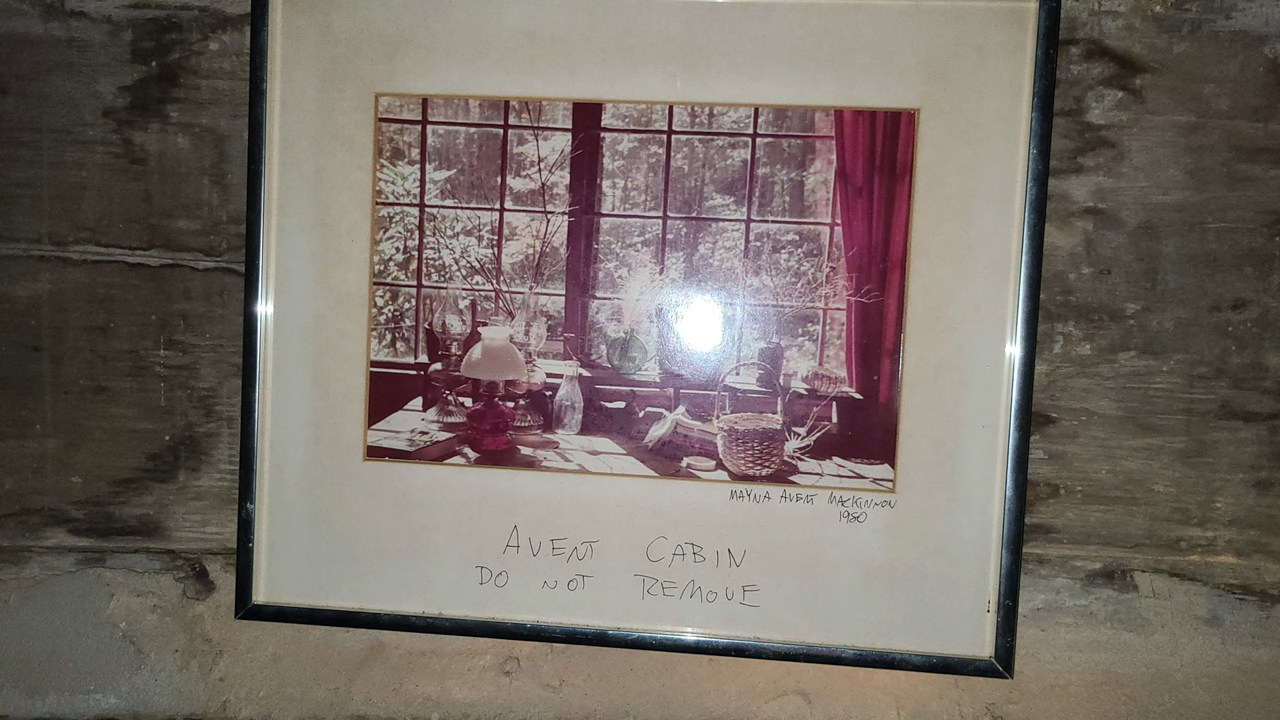 MAYNA AVENT MACKINNON
1980
AVENT CABIN
DO NOT REMOVE